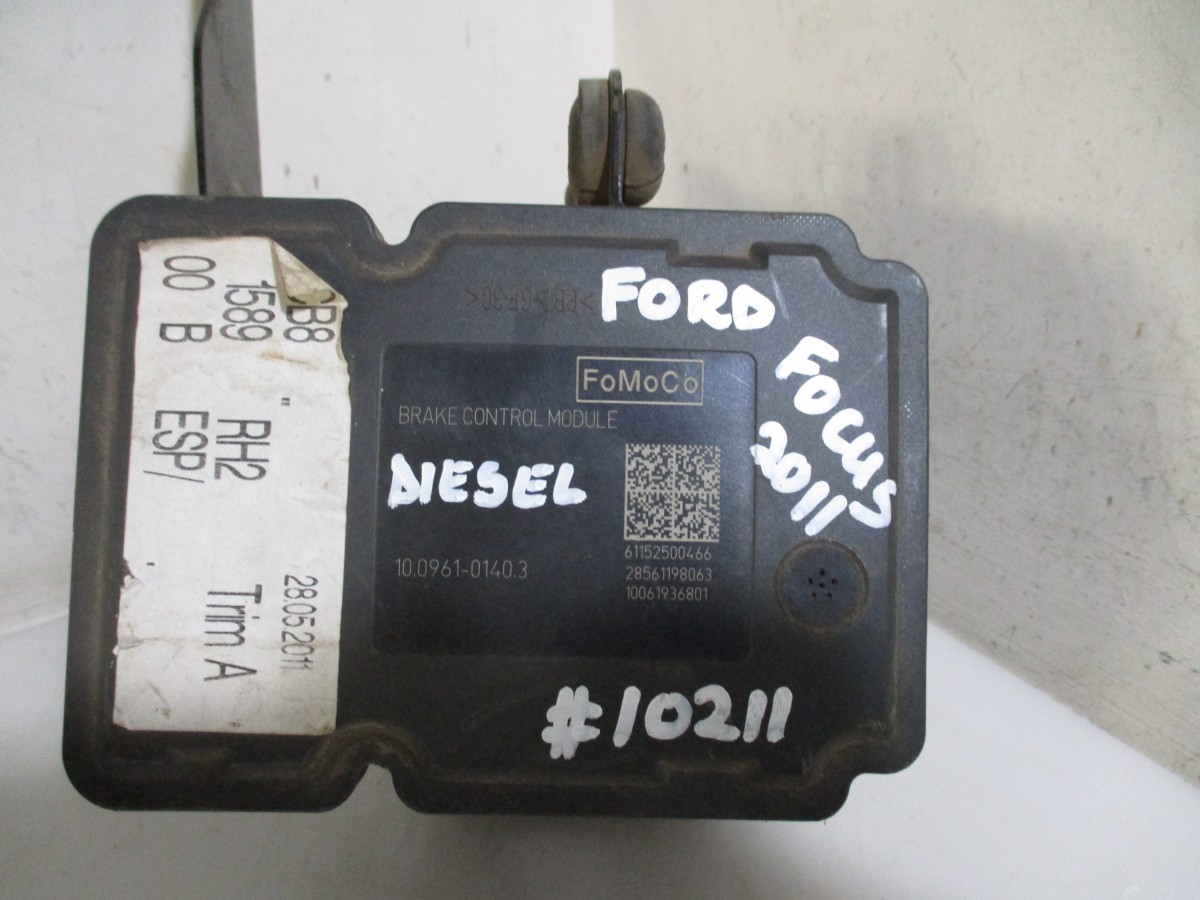 CB8
1589
00 B
" RH2
ESP/
28.05.2011
Trim A
FORD
FOCUS
2011
FoMoCo
BRAKE CONTROL MODULE
DIESEL
61152500466
10.0961-0140.3
28561198063
10061936801
#10211